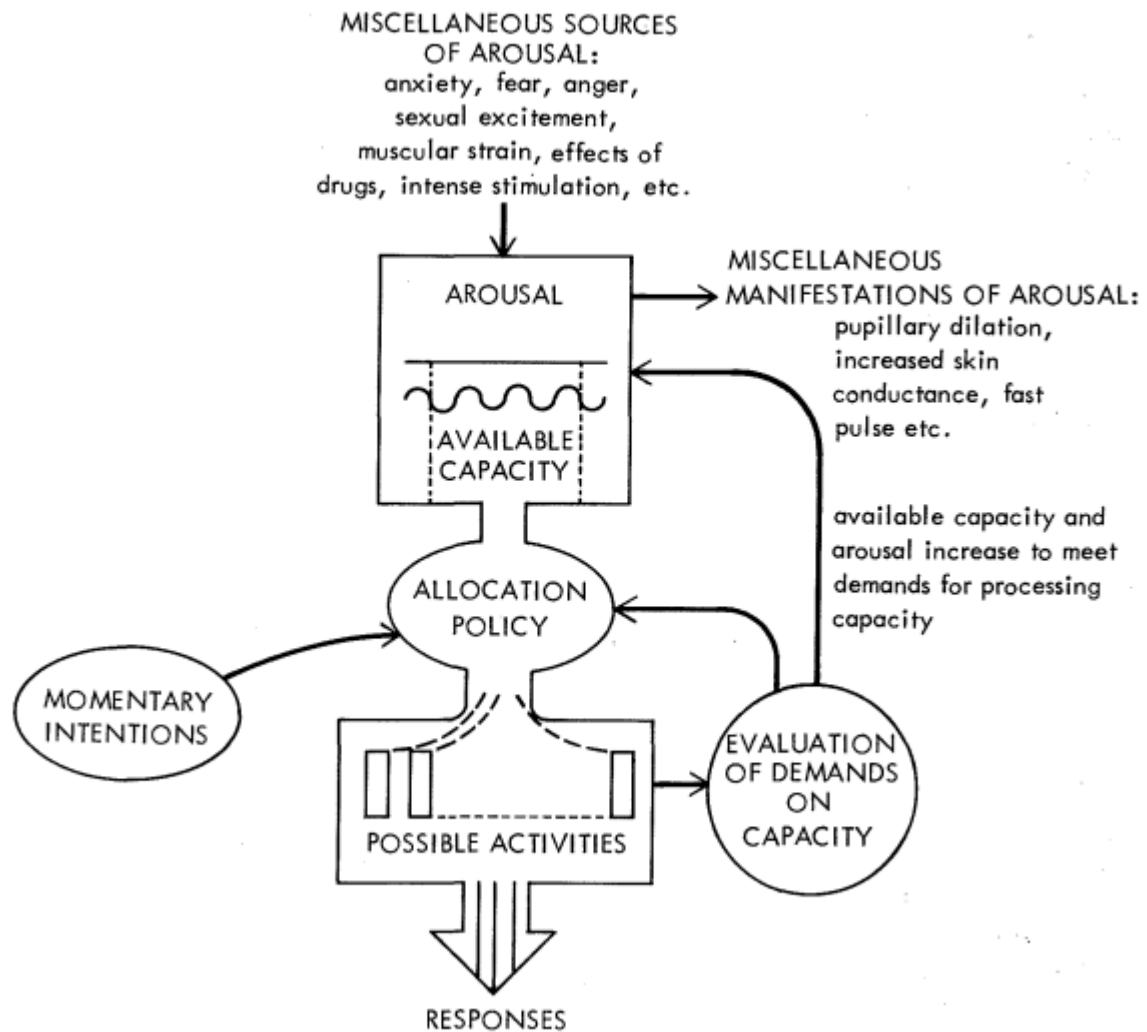 MISCELLANEOUS SOURCES
OF AROUSAL:
anxiety, fear, anger,
sexual excitement,
muscular strain, effects of
drugs, intense stimulation, etc.
AROUSAL
MISCELLANEOUS
MANIFESTATIONS OF AROUSAL:
pupillary dilation,
increased skin
conductance, fast
pulse etc.
AVAILABLE
CAPACITY
available capacity and
arousal increase to meet
demands for processing
capacity
ALLOCATION
POLICY
MOMENTARY
INTENTIONS
EVALUATION
OF DEMANDS
ON
CAPACITY
POSSIBLE ACTIVITIES
RESPONSES